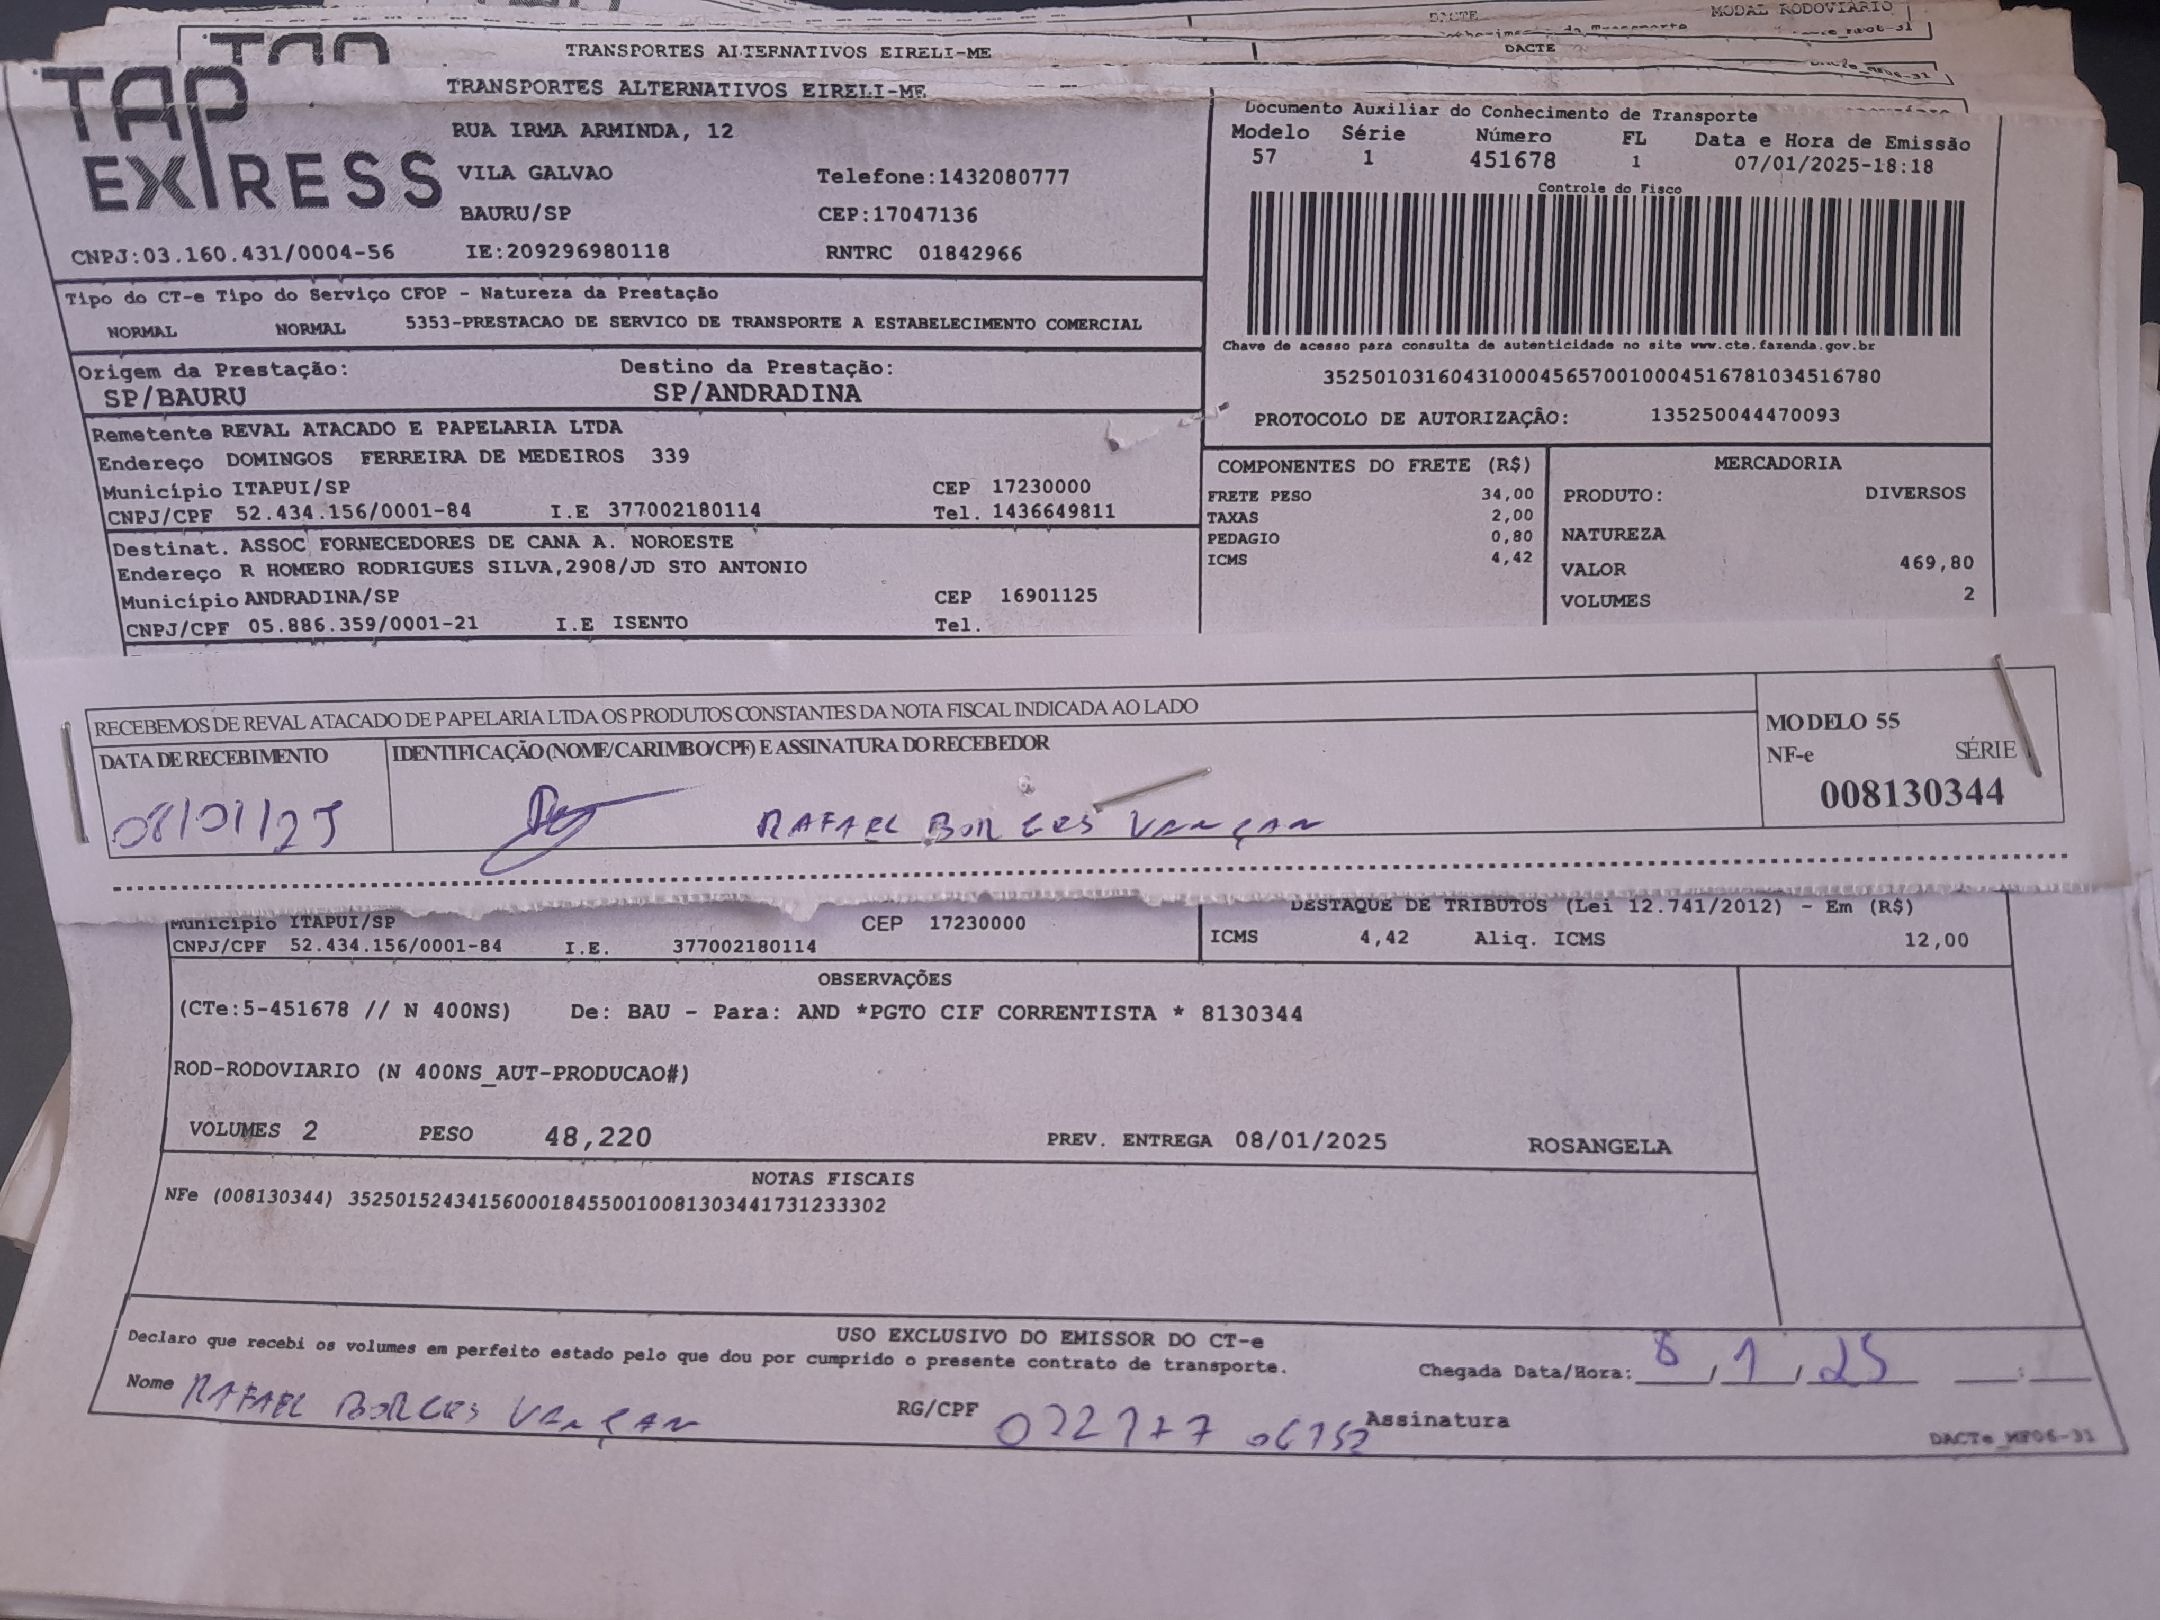 DACTE MODAL RODOVIÁRIO
TRANSPORTES ALTERNATIVOS EIRELI-ME DACTE
TAP EXPRESS
TRANSPORTES ALTERNATIVOS EIRELI-ME
RUA IRMA ARMINDA, 12
VILA GALVAO Telefone:1432080777
BAURU/SP CEP:17047136
CNPJ:03.160.431/0004-56 IE:209296980118 RNTRC 01842966
Documento Auxiliar do Conhecimento de Transporte
Modelo Série Número FL Data e Hora de Emissão
57 1 451678 1 07/01/2025-18:18
Controle do Fisco
Chave de acesso para consulta de autenticidade no site www.cte.fazenda.gov.br
35250103160431000456570010004516781034516780
PROTOCOLO DE AUTORIZAÇÃO: 135250044470093
Tipo do CT-e Tipo do Serviço CFOP - Natureza da Prestação
NORMAL NORMAL 5353-PRESTACAO DE SERVICO DE TRANSPORTE A ESTABELECIMENTO COMERCIAL
Origem da Prestação: Destino da Prestação:
SP/BAURU SP/ANDRADINA
Remetente REVAL ATACADO E PAPELARIA LTDA
Endereço DOMINGOS FERREIRA DE MEDEIROS 339
Município ITAPUI/SP CEP 17230000
CNPJ/CPF 52.434.156/0001-84 I.E 377002180114 Tel. 1436649811
Destinat. ASSOC FORNECEDORES DE CANA A. NOROESTE
Endereço R HOMERO RODRIGUES SILVA,2908/JD STO ANTONIO
Município ANDRADINA/SP CEP 16901125
CNPJ/CPF 05.886.359/0001-21 I.E ISENTO Tel.
COMPONENTES DO FRETE (R$)
FRETE PESO 34,00
TAXAS 2,00
PEDAGIO 0,80
ICMS 4,42
MERCADORIA
PRODUTO: DIVERSOS
NATUREZA
VALOR 469,80
VOLUMES 2
RECEBEMOS DE REVAL ATACADO DE PAPELARIA LTDA OS PRODUTOS CONSTANTES DA NOTA FISCAL INDICADA AO LADO
DATA DE RECEBIMENTO IDENTIFICAÇÃO (NOME/CARIMBO/CPF) E ASSINATURA DO RECEBEDOR
08/01/25 RAFAEL BORGES VANÇAN
MODELO 55
NF-e SÉRIE
008130344
Município ITAPUI/SP CEP 17230000
CNPJ/CPF 52.434.156/0001-84 I.E. 377002180114
DESTAQUE DE TRIBUTOS (Lei 12.741/2012) - Em (R$)
ICMS 4,42 Aliq. ICMS 12,00
OBSERVAÇÕES
(CTe:5-451678 // N 400NS) De: BAU - Para: AND *PGTO CIF CORRENTISTA * 8130344
ROD-RODOVIARIO (N 400NS_AUT-PRODUCAO#)
VOLUMES 2 PESO 48,220 PREV. ENTREGA 08/01/2025 ROSANGELA
NOTAS FISCAIS
NFe (008130344) 35250152434156000184550010081303441731233302
USO EXCLUSIVO DO EMISSOR DO CT-e
Declaro que recebi os volumes em perfeito estado pelo que dou por cumprido o presente contrato de transporte.
Chegada Data/Hora: 8/1/25 :
Nome RAFAEL BORGES VANÇAN RG/CPF Assinatura
DACTe_MF06-31